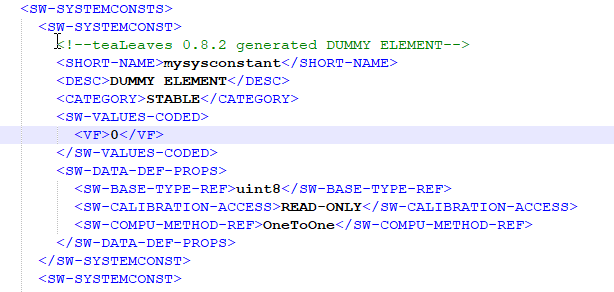 <SW-SYSTEMCONSTS>
<SW-SYSTEMCONST>
<!--teaLeaves 0.8.2 generated DUMMY ELEMENT-->
<SHORT-NAME>mysysconstant</SHORT-NAME>
<DESC>DUMMY ELEMENT</DESC>
<CATEGORY>STABLE</CATEGORY>
<SW-VALUES-CODED>
<VF>0</VF>
</SW-VALUES-CODED>
<SW-DATA-DEF-PROPS>
<SW-BASE-TYPE-REF>uint8</SW-BASE-TYPE-REF>
<SW-CALIBRATION-ACCESS>READ-ONLY</SW-CALIBRATION-ACCESS>
<SW-COMPU-METHOD-REF>OneToOne</SW-COMPU-METHOD-REF>
</SW-DATA-DEF-PROPS>
</SW-SYSTEMCONST>
<SW-SYSTEMCONST>